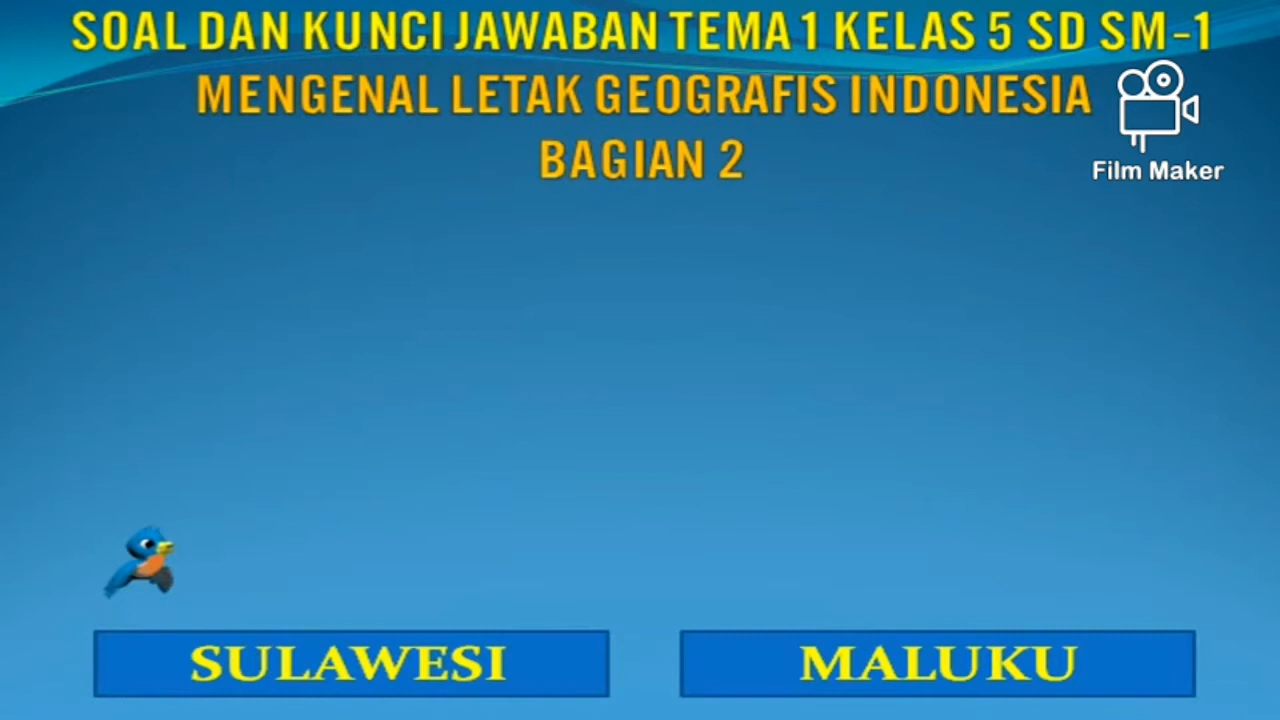 SOAL DAN KUNCI JAWABAN TEMA 1 KELAS 5 SD SM-1
MENGENAL LETAK GEOGRAFIS INDONESIA
BAGIAN 2
Film Maker
SULAWESI
MALUKU